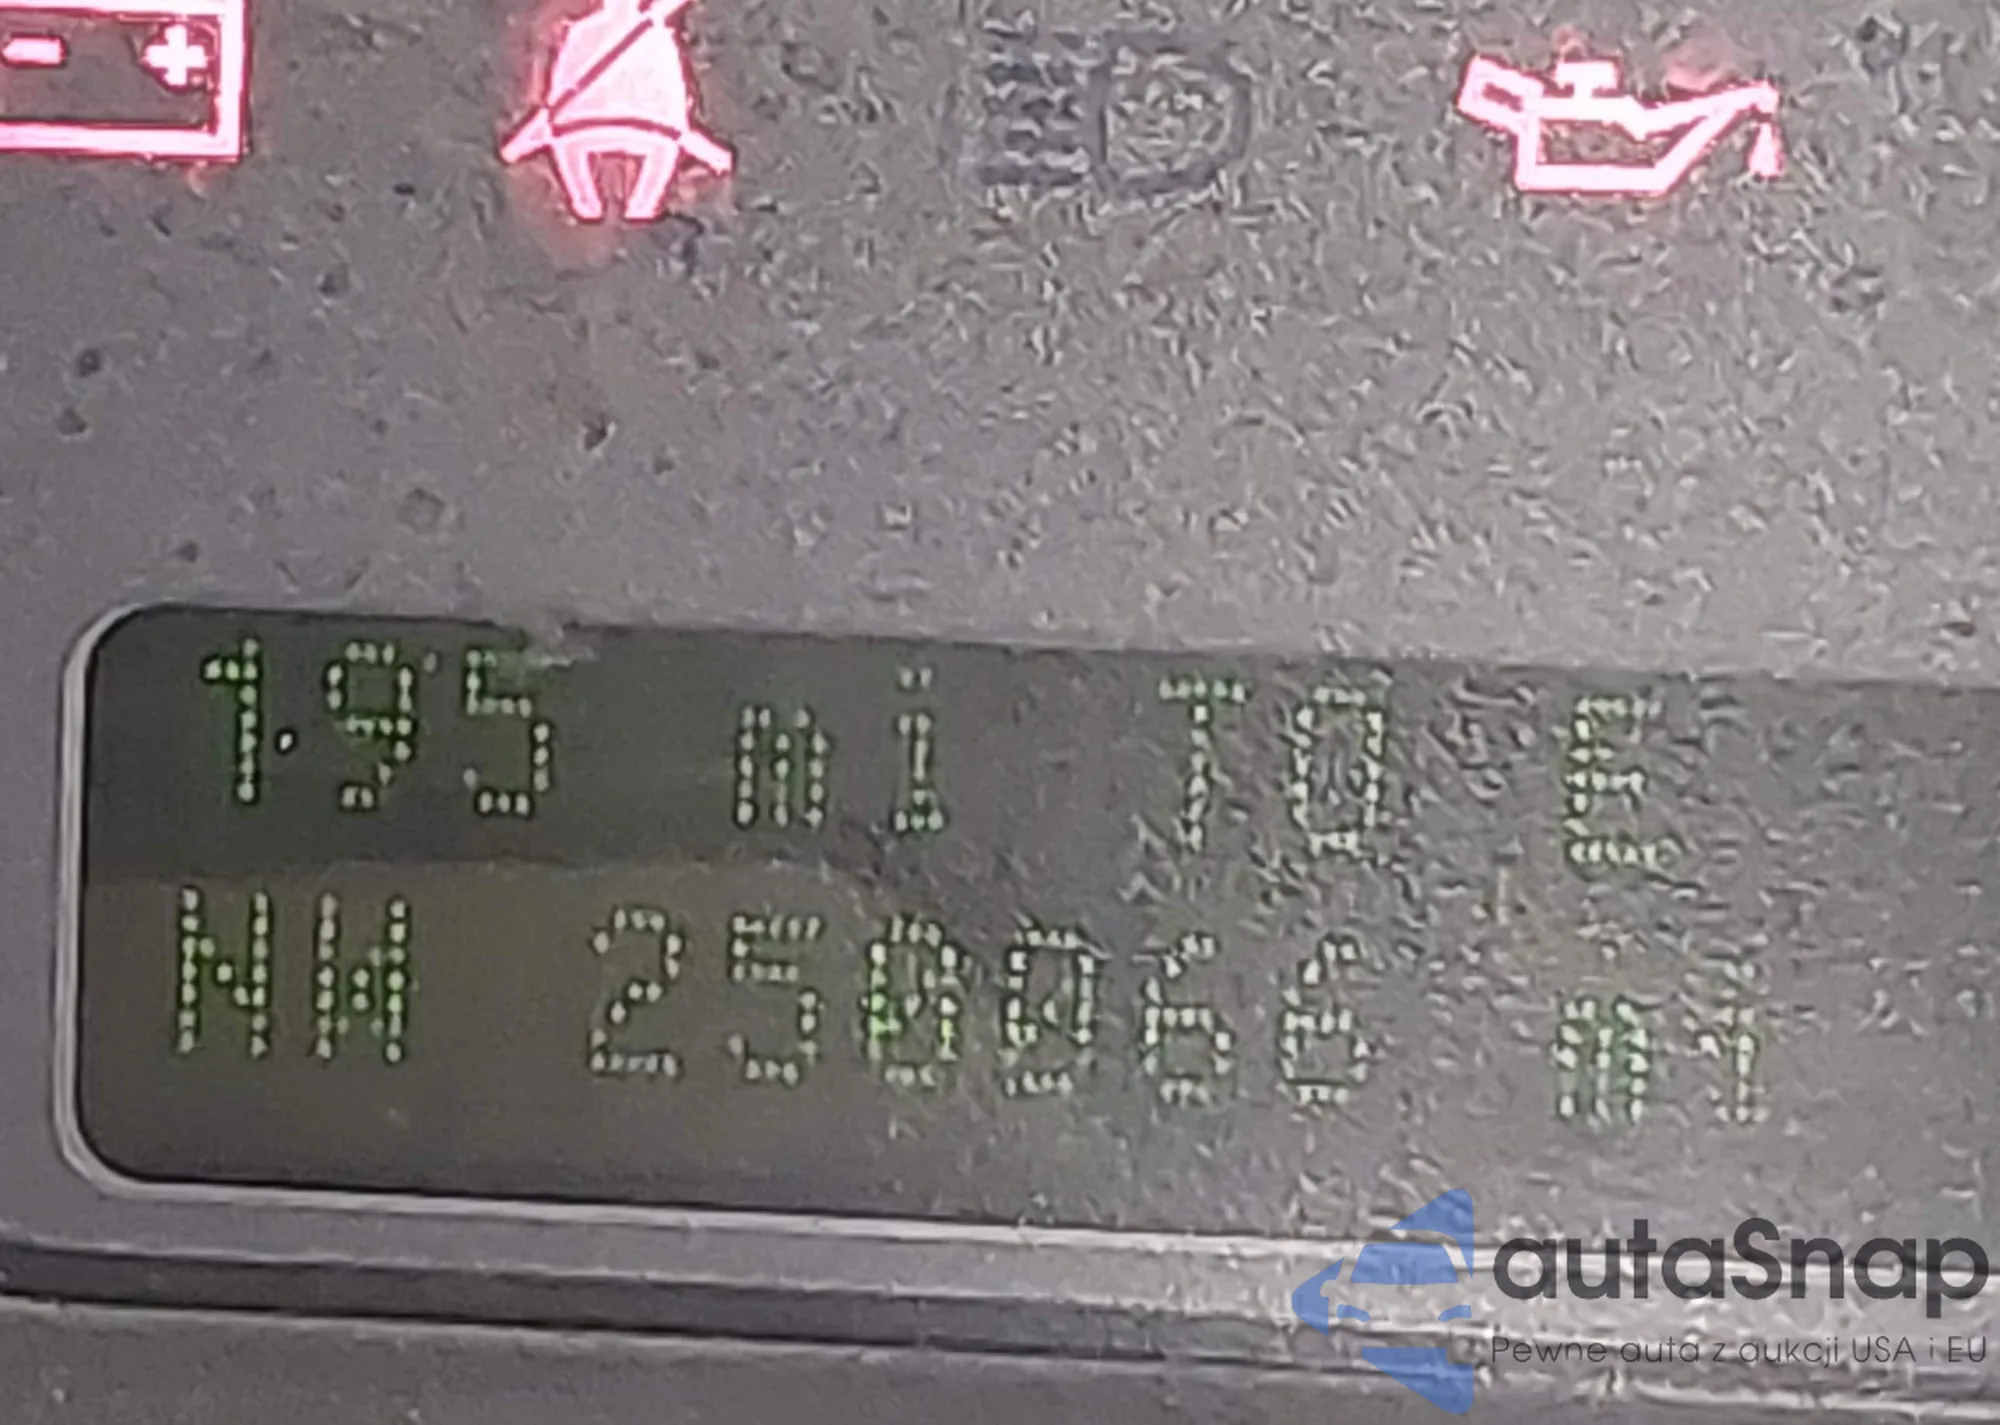 195 mi TO E
NW 250066 mi
autaSnap
Pewne auta z aukcji USA i EU